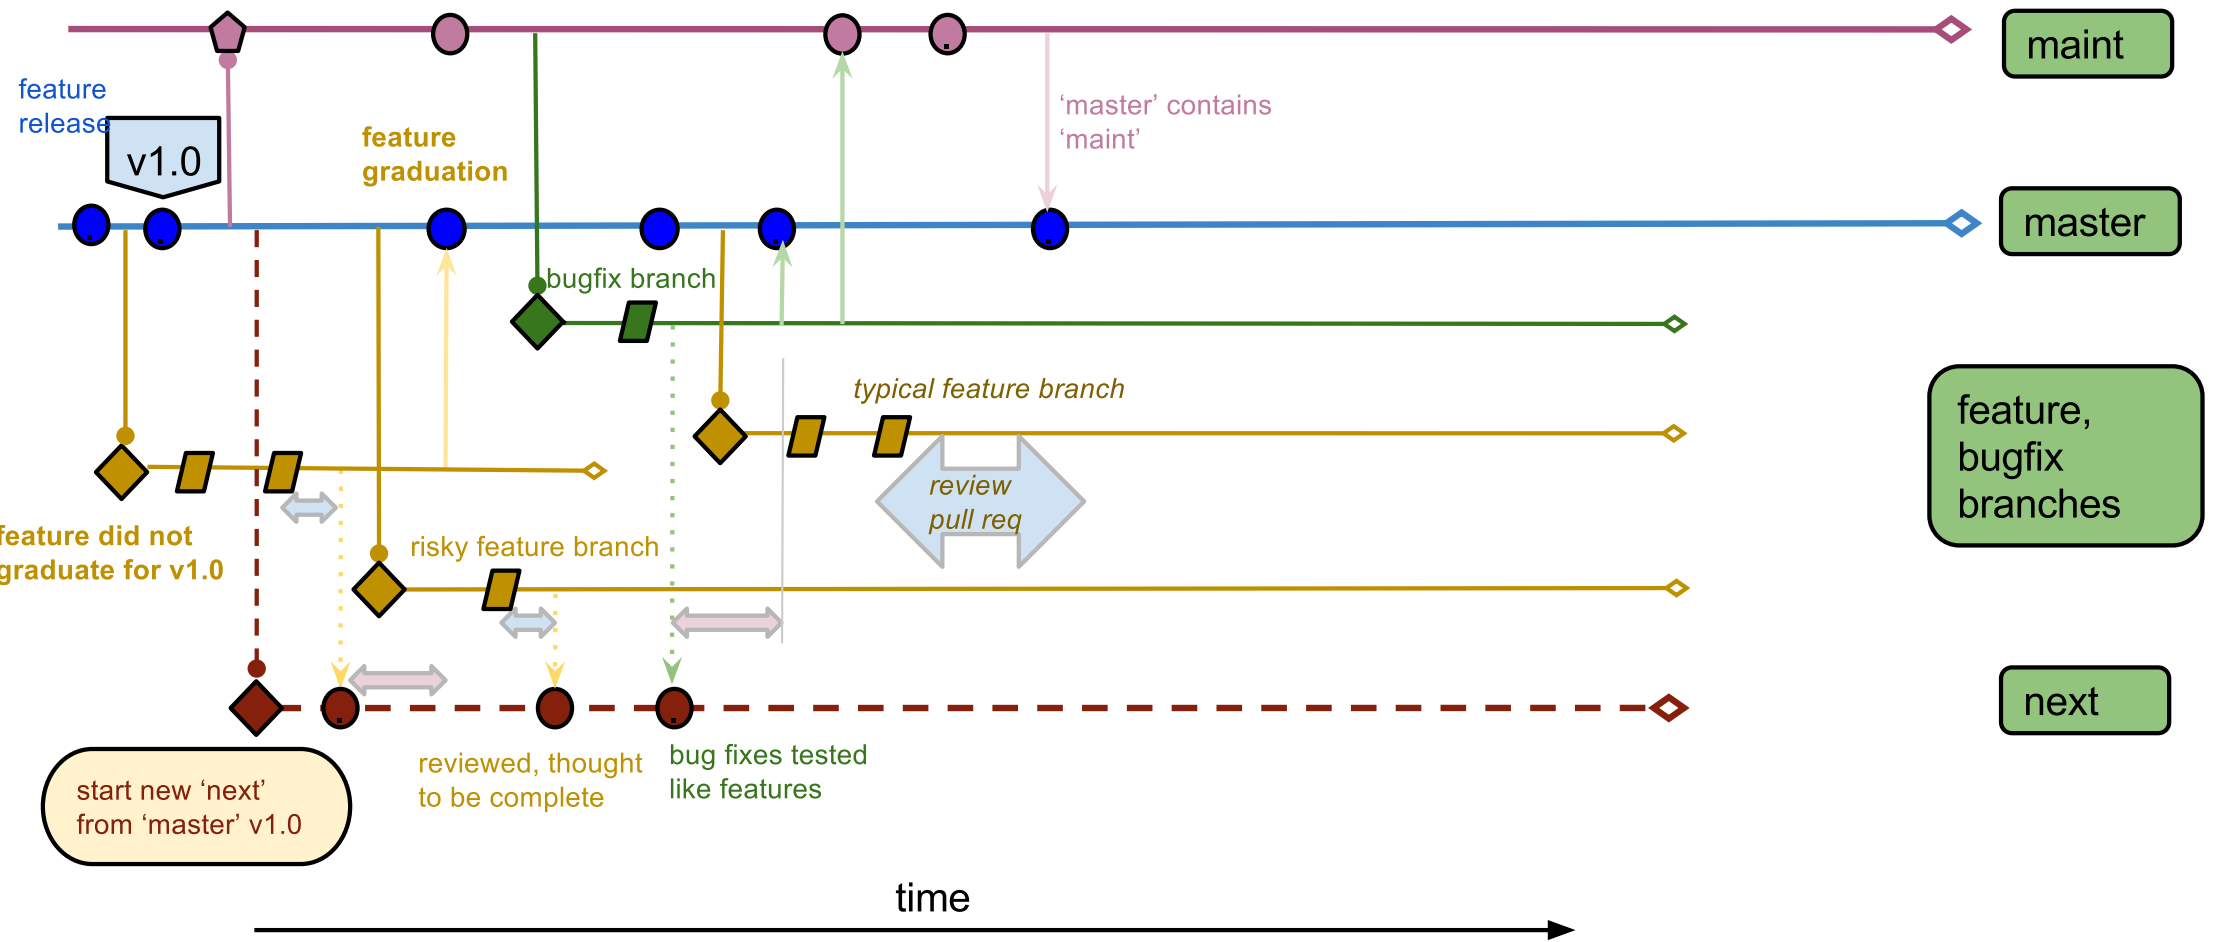 maint
feature
release
v1.0
‘master’ contains
‘maint’
feature
graduation
master
bugfix branch
typical feature branch
feature,
bugfix
branches
review
pull req
feature did not
graduate for v1.0
risky feature branch
next
reviewed, thought
to be complete
bug fixes tested
like features
start new ‘next’
from ‘master’ v1.0
time